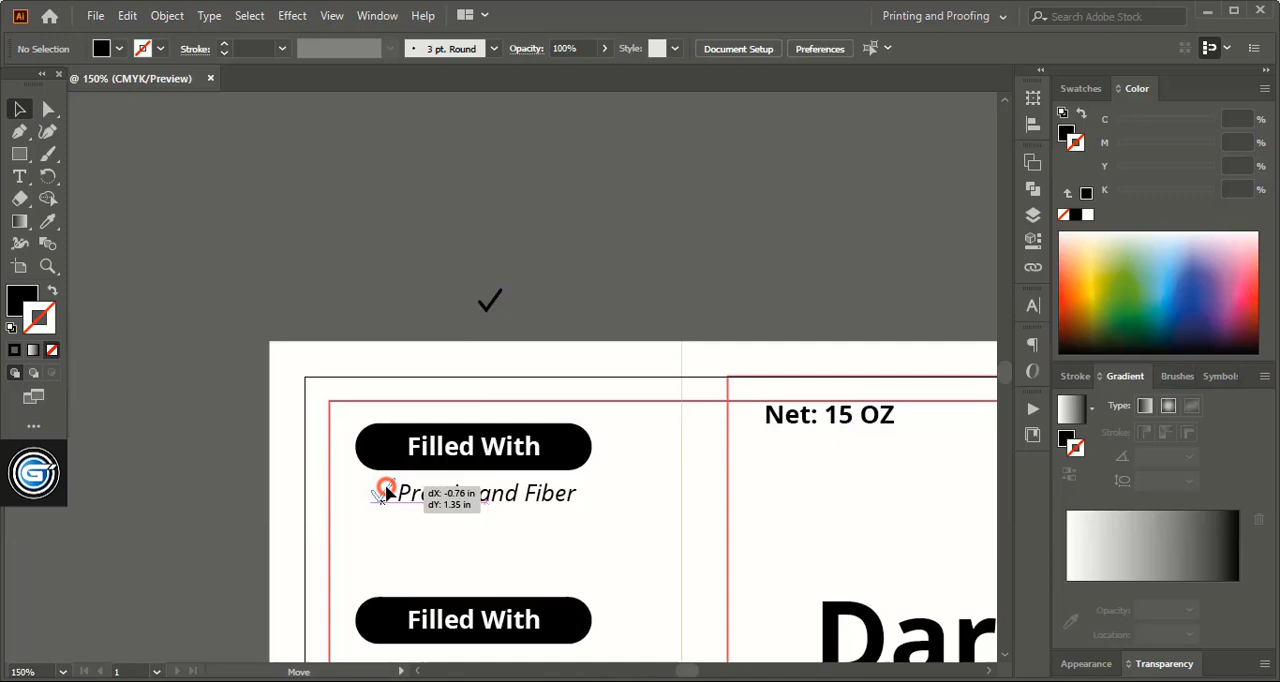 Ai File Edit Object Type Select Effect View Window Help Printing and Proofing Search Adobe Stock
No Selection Stroke: 3 pt. Round Opacity: 100% Style: Document Setup Preferences
@ 150% (CMYK/Preview)
Swatches Color
C %
M %
Y %
K %
Net: 15 OZ
Filled With
and Fiber
dX: -0.76 in
dY: 1.35 in
Filled With
Dar
Stroke Gradient Brushes Symbol
Type:
Stroke:
Opacity:
Location:
150% 1 Move
Appearance Transparency